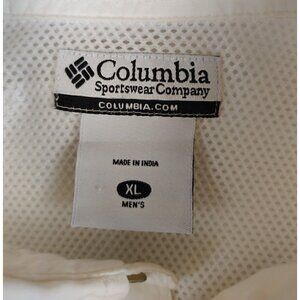 Columbia
Sportswear Company
COLUMBIA.COM
MADE IN INDIA
XL
MEN'S